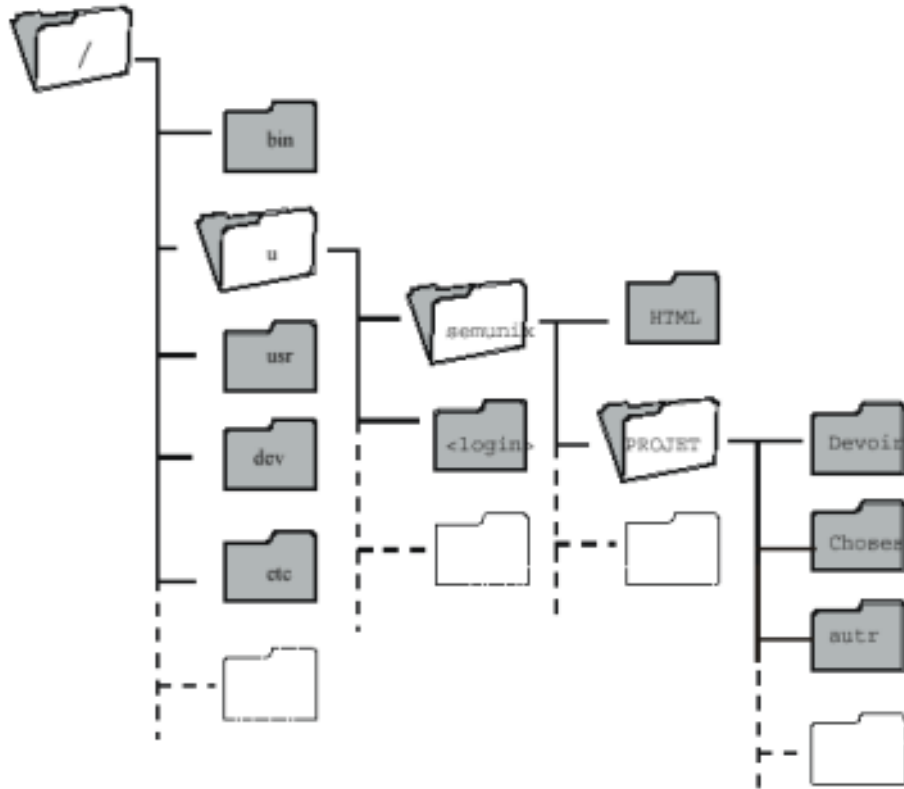 /
bin
u
usr
dev
etc
semunix
<login>
HTML
PROJET
Devoir
Choses
autr